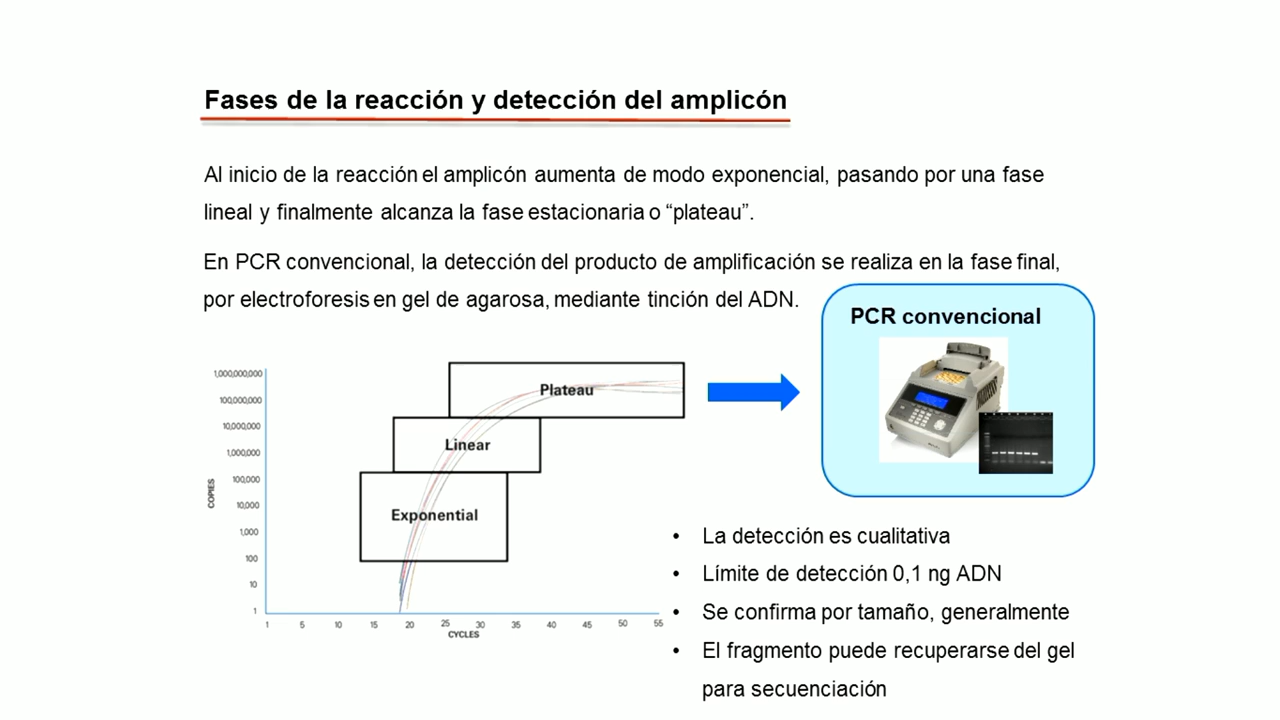 Fases de la reacción y detección del amplicón
Al inicio de la reacción el amplicón aumenta de modo exponencial, pasando por una fase
lineal y finalmente alcanza la fase estacionaria o “plateau”.
En PCR convencional, la detección del producto de amplificación se realiza en la fase final,
por electroforesis en gel de agarosa, mediante tinción del ADN.
PCR convencional
1,000,000,000
100,000,000
10,000,000
1,000,000
100,000
10,000
1,000
100
10
1
COPIES
Plateau
Linear
Exponential
1 5 10 15 20 25 30 35 40 45 50 55
CYCLES
• La detección es cualitativa
• Límite de detección 0,1 ng ADN
• Se confirma por tamaño, generalmente
• El fragmento puede recuperarse del gel
para secuenciación